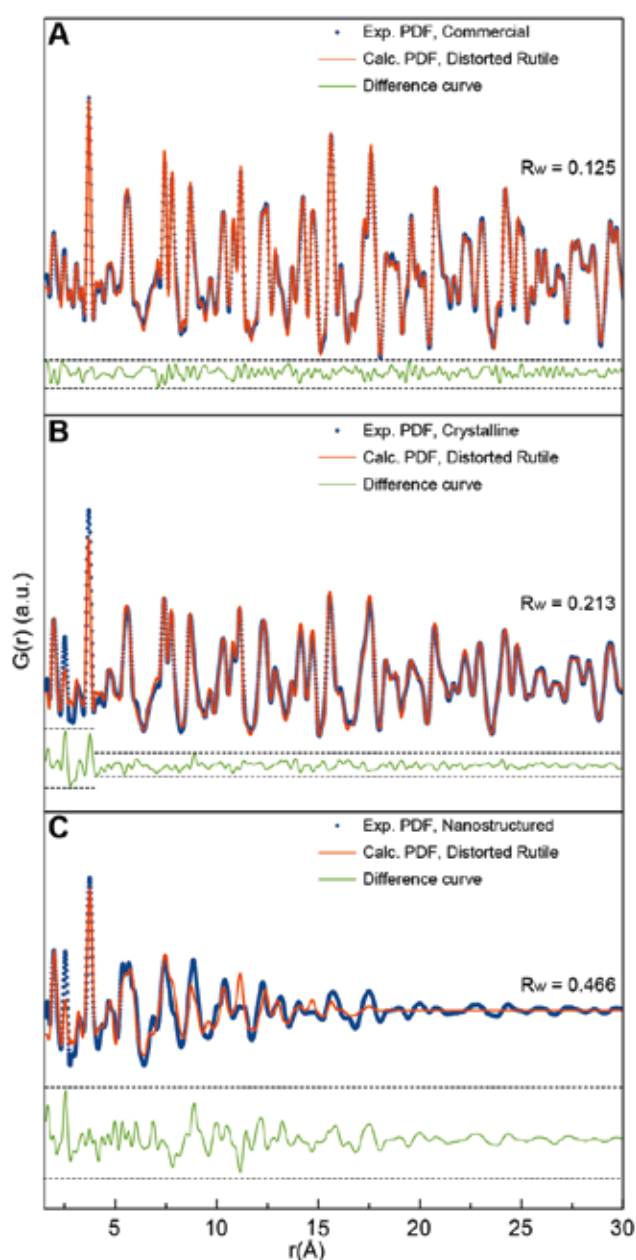 A
Exp. PDF, Commercial
Calc. PDF, Distorted Rutile
Difference curve
Rw = 0.125
B
Exp. PDF, Crystalline
Calc. PDF, Distorted Rutile
Difference curve
Rw = 0.213
G(r) (a.u.)
C
Exp. PDF, Nanostructured
Calc. PDF, Distorted Rutile
Difference curve
Rw = 0.466
5 10 15 20 25 30
r(Å)